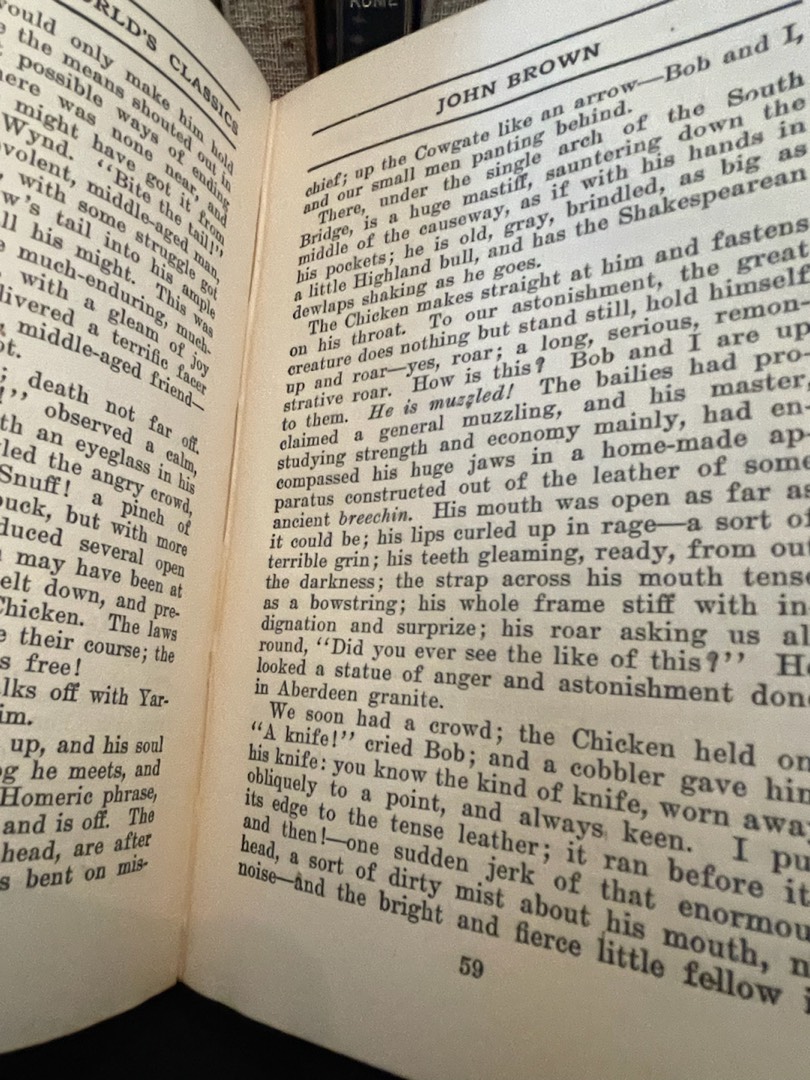 ROME
WORLD'S CLASSICS
would only make him hold
the means shouted out in
possible ways of ending
there was none near, and
might have got it from
Wynd. "Bite the tail!"
middle-aged man,
with some struggle got
tail into his ample
all his might. This was
much-enduring, much-
with a gleam of joy
delivered a terrific facer
middle-aged friend—
death not far off.
observed a calm,
with an eyeglass in his
the angry crowd,
Snuff! a pinch of
but with more
several open
may have been at
down, and pre-
Chicken. The laws
their course; the
free!
off with Yar-
up, and his soul
he meets, and
Homeric phrase,
and is off. The
head, are after
bent on mis-
JOHN BROWN
chief; up the Cowgate like an arrow—Bob and I,
and our small men panting behind.
There, under the single arch of the South
Bridge, is a huge mastiff, sauntering down the
middle of the causeway, as if with his hands in
his pockets; he is old, gray, brindled, as big as
a little Highland bull, and has the Shakespearean
dewlaps shaking as he goes.
The Chicken makes straight at him and fastens
on his throat. To our astonishment, the great
creature does nothing but stand still, hold himself
up and roar—yes, roar; a long, serious, remon-
strative roar. How is this? Bob and I are up
to them. He is muzzled! The bailies had pro-
claimed a general muzzling, and his master,
studying strength and economy mainly, had en-
compassed his huge jaws in a home-made ap-
paratus constructed out of the leather of some
ancient breechin. His mouth was open as far as
it could be; his lips curled up in rage—a sort of
terrible grin; his teeth gleaming, ready, from out
the darkness; the strap across his mouth tense
as a bowstring; his whole frame stiff with in-
dignation and surprize; his roar asking us all
round, "Did you ever see the like of this?" He
looked a statue of anger and astonishment done
in Aberdeen granite.
We soon had a crowd; the Chicken held on.
"A knife!" cried Bob; and a cobbler gave him
his knife: you know the kind of knife, worn away
obliquely to a point, and always keen. I put
its edge to the tense leather; it ran before it;
and then!—one sudden jerk of that enormous
head, a sort of dirty mist about his mouth, no
noise—and the bright and fierce little fellow is
59